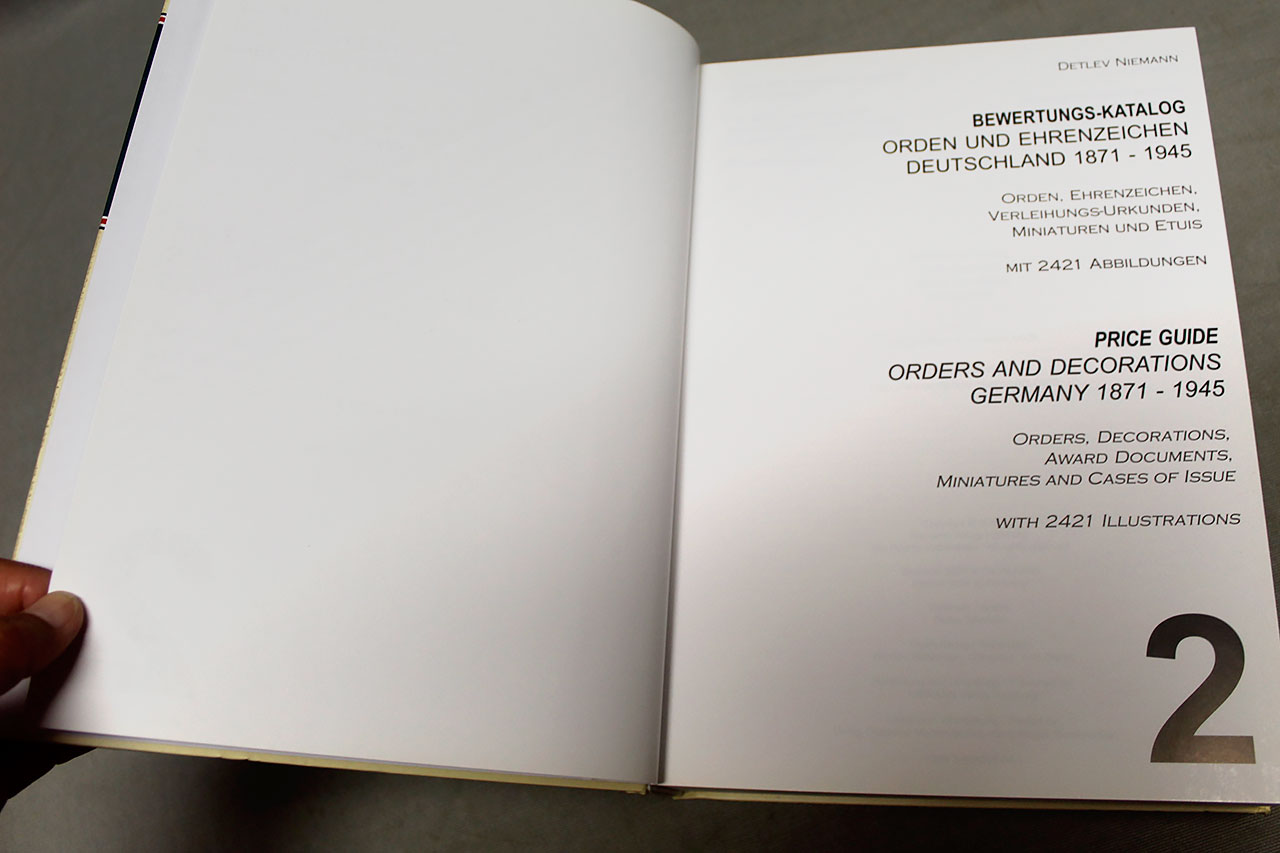 DETLEV NIEMANN
BEWERTUNGS-KATALOG
ORDEN UND EHRENZEICHEN
DEUTSCHLAND 1871 - 1945
ORDEN, EHRENZEICHEN,
VERLEIHUNGS-URKUNDEN,
MINIATUREN UND ETUIS
MIT 2421 ABBILDUNGEN
PRICE GUIDE
ORDERS AND DECORATIONS
GERMANY 1871 - 1945
ORDERS, DECORATIONS,
AWARD DOCUMENTS,
MINIATURES AND CASES OF ISSUE
WITH 2421 ILLUSTRATIONS
2